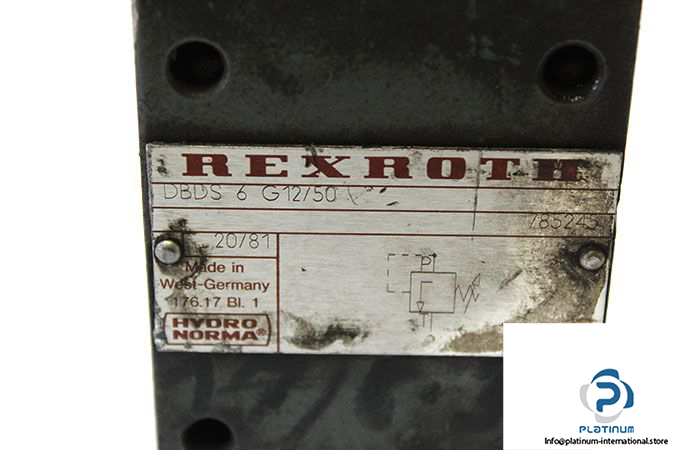 REXROTH
DBDS 6 G12/50
785245
20/81
Made in
West-Germany
176.17 Bl. 1
HYDRO
NORMA®
P
T
PLATINUM
Info@platinum-international.store